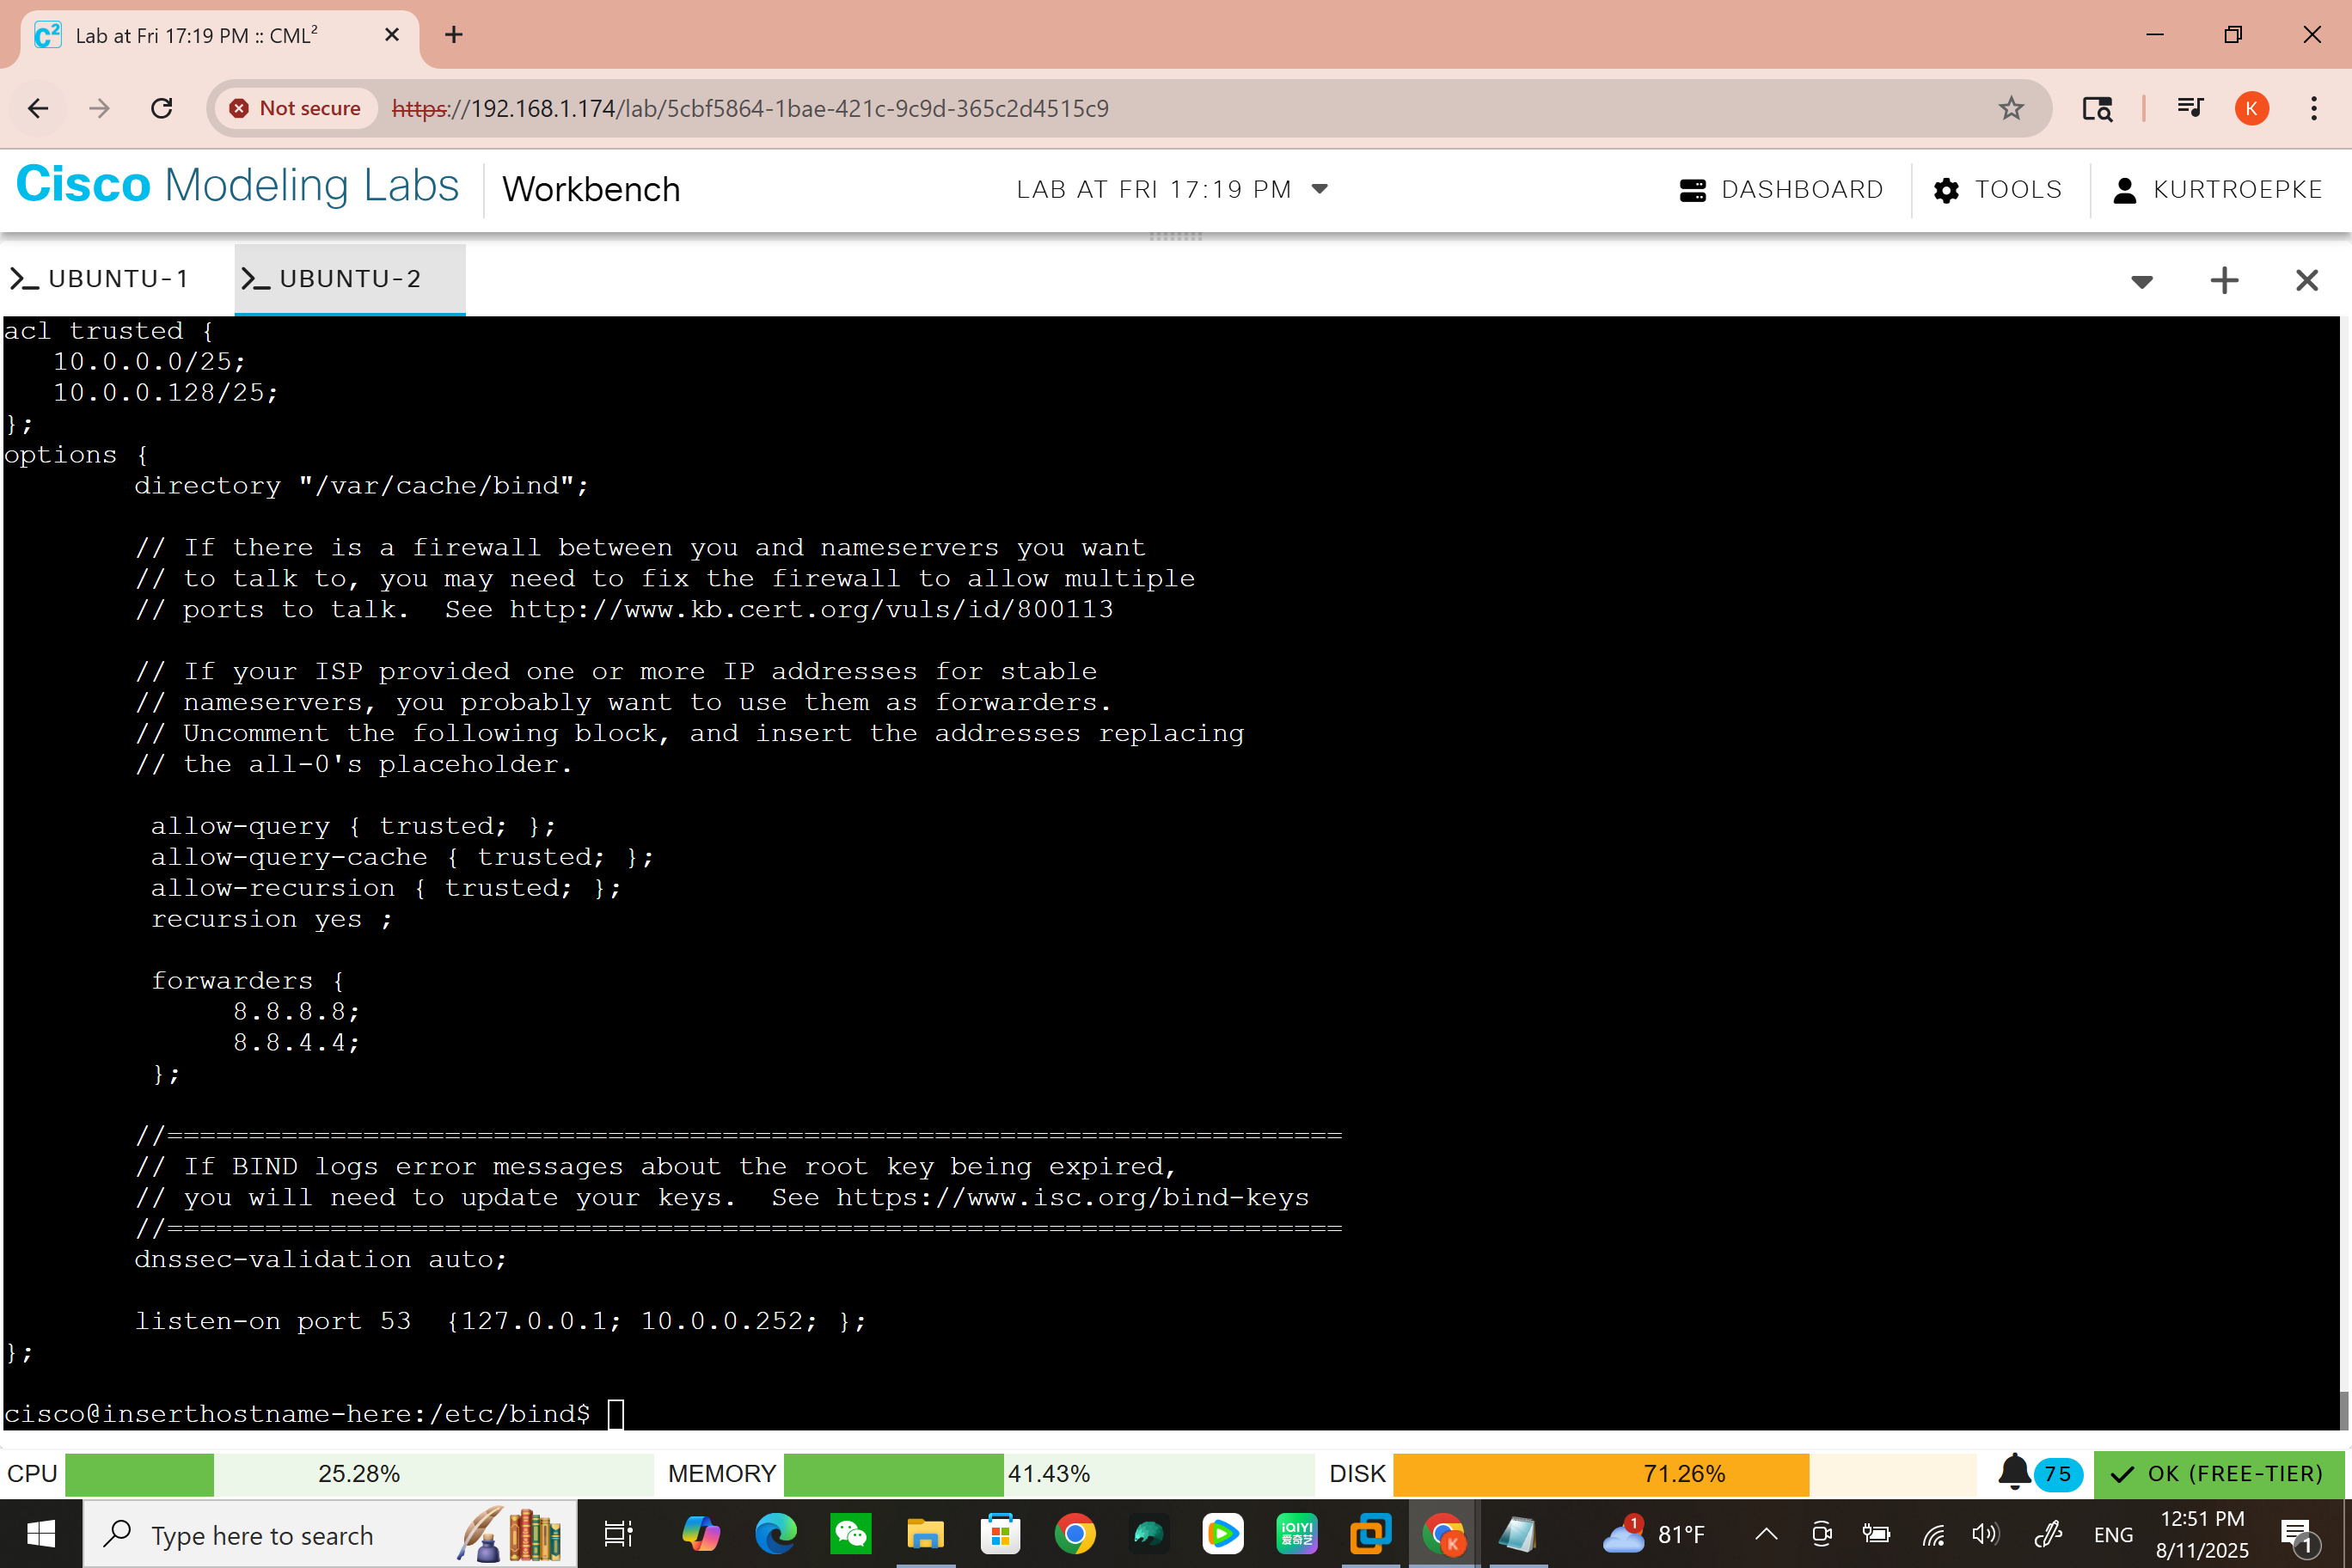 Lab at Fri 17:19 PM :: CML²
Not secure
https://192.168.1.174/lab/5cbf5864-1bae-421c-9c9d-365c2d4515c9
K
Cisco Modeling Labs
Workbench
LAB AT FRI 17:19 PM
DASHBOARD
TOOLS
KURTROEPKE
UBUNTU-1
UBUNTU-2
acl trusted {
   10.0.0.0/25;
   10.0.0.128/25;
};
options {
        directory "/var/cache/bind";
        // If there is a firewall between you and nameservers you want
        // to talk to, you may need to fix the firewall to allow multiple
        // ports to talk.  See http://www.kb.cert.org/vuls/id/800113
        // If your ISP provided one or more IP addresses for stable
        // nameservers, you probably want to use them as forwarders.
        // Uncomment the following block, and insert the addresses replacing
        // the all-0's placeholder.
         allow-query { trusted; };
         allow-query-cache { trusted; };
         allow-recursion { trusted; };
         recursion yes ;
         forwarders {
              8.8.8.8;
              8.8.4.4;
         };
        //========================================================================
        // If BIND logs error messages about the root key being expired,
        // you will need to update your keys.  See https://www.isc.org/bind-keys
        //========================================================================
        dnssec-validation auto;
        listen-on port 53  {127.0.0.1; 10.0.0.252; };
};
cisco@inserthostname-here:/etc/bind$
CPU 25.28% MEMORY 41.43% DISK 71.26% 75 OK (FREE-TIER)
Type here to search
iQIYI
爱奇艺
K
1
81°F
ENG
12:51 PM
8/11/2025
1